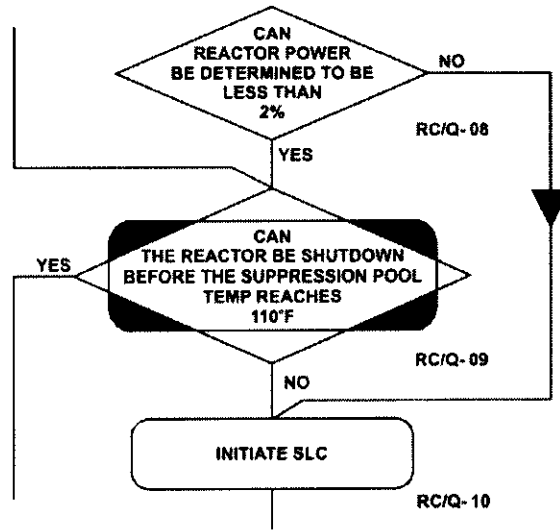 CAN
REACTOR POWER
BE DETERMINED TO BE
LESS THAN
2%
NO
RC/Q- 08
YES
CAN
THE REACTOR BE SHUTDOWN
BEFORE THE SUPPRESSION POOL
TEMP REACHES
110°F
YES
RC/Q- 09
NO
INITIATE SLC
RC/Q- 10